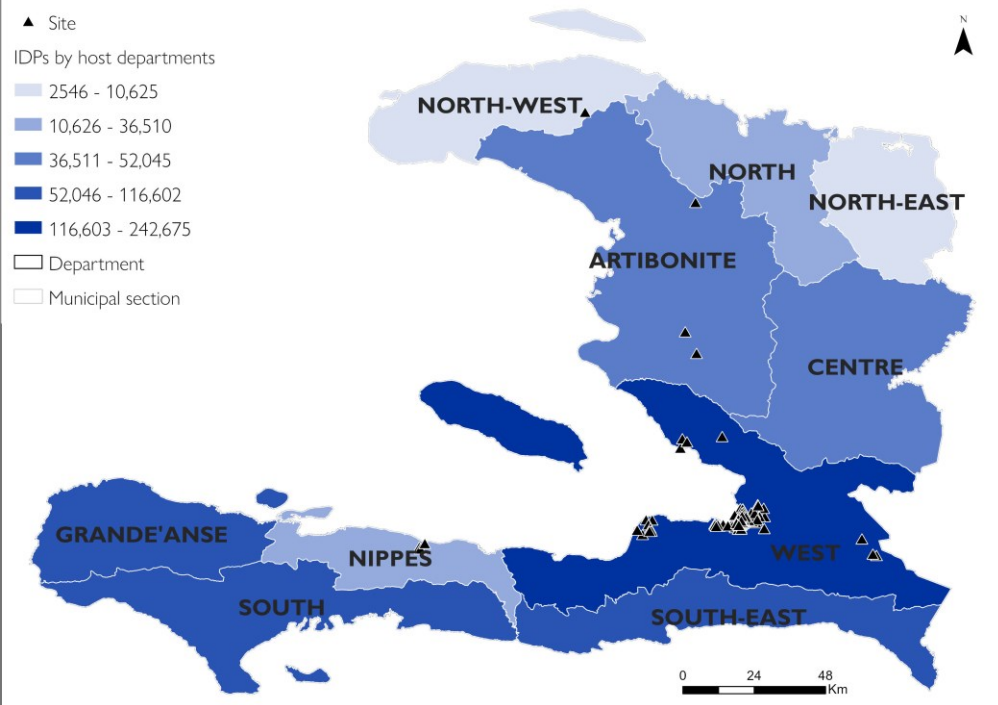 Site
IDPs by host departments
2546 - 10,625
10,626 - 36,510
36,511 - 52,045
52,046 - 116,602
116,603 - 242,675
Department
Municipal section
N
NORTH-WEST
NORTH
NORTH-EAST
ARTIBONITE
CENTRE
GRANDE'ANSE
NIPPES
WEST
SOUTH
SOUTH-EAST
0 24 48
Km